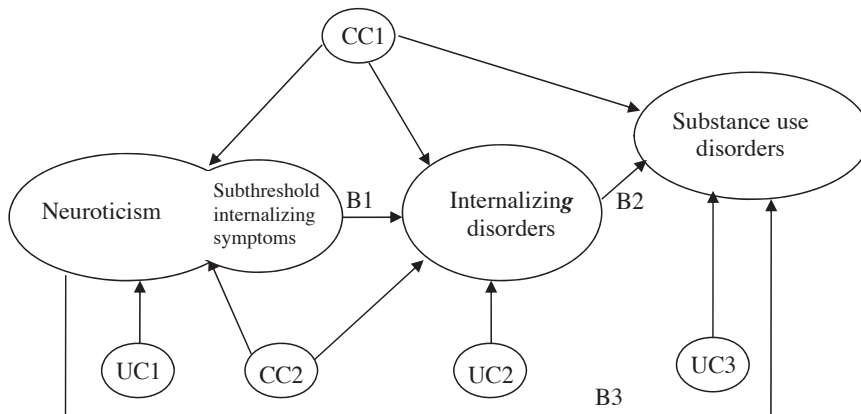 CC1
Substance use
disorders
Neuroticism
Subthreshold
internalizing
symptoms
B1
Internalizing
disorders
B2
UC1
CC2
UC2
UC3
B3